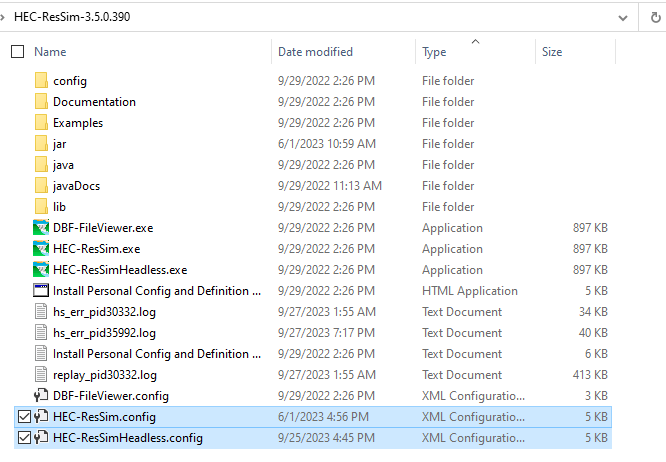 HEC-ResSim-3.5.0.390
Name Date modified Type Size
config 9/29/2022 2:26 PM File folder
Documentation 9/29/2022 2:26 PM File folder
Examples 9/29/2022 2:26 PM File folder
jar 6/1/2023 10:59 AM File folder
java 9/29/2022 2:26 PM File folder
javaDocs 9/29/2022 11:13 AM File folder
lib 9/29/2022 2:26 PM File folder
DBF-FileViewer.exe 9/29/2022 2:26 PM Application 897 KB
HEC-ResSim.exe 9/29/2022 2:26 PM Application 897 KB
HEC-ResSimHeadless.exe 9/29/2022 2:26 PM Application 897 KB
Install Personal Config and Definition ... 9/29/2022 2:26 PM HTML Application 5 KB
hs_err_pid30332.log 9/27/2023 1:55 AM Text Document 34 KB
hs_err_pid35992.log 9/27/2023 7:17 PM Text Document 40 KB
Install Personal Config and Definition ... 9/29/2022 2:26 PM Text Document 6 KB
replay_pid30332.log 9/27/2023 1:55 AM Text Document 413 KB
DBF-FileViewer.config 9/29/2022 2:26 PM XML Configuratio... 3 KB
HEC-ResSim.config 6/1/2023 4:56 PM XML Configuratio... 5 KB
HEC-ResSimHeadless.config 9/25/2023 4:45 PM XML Configuratio... 5 KB